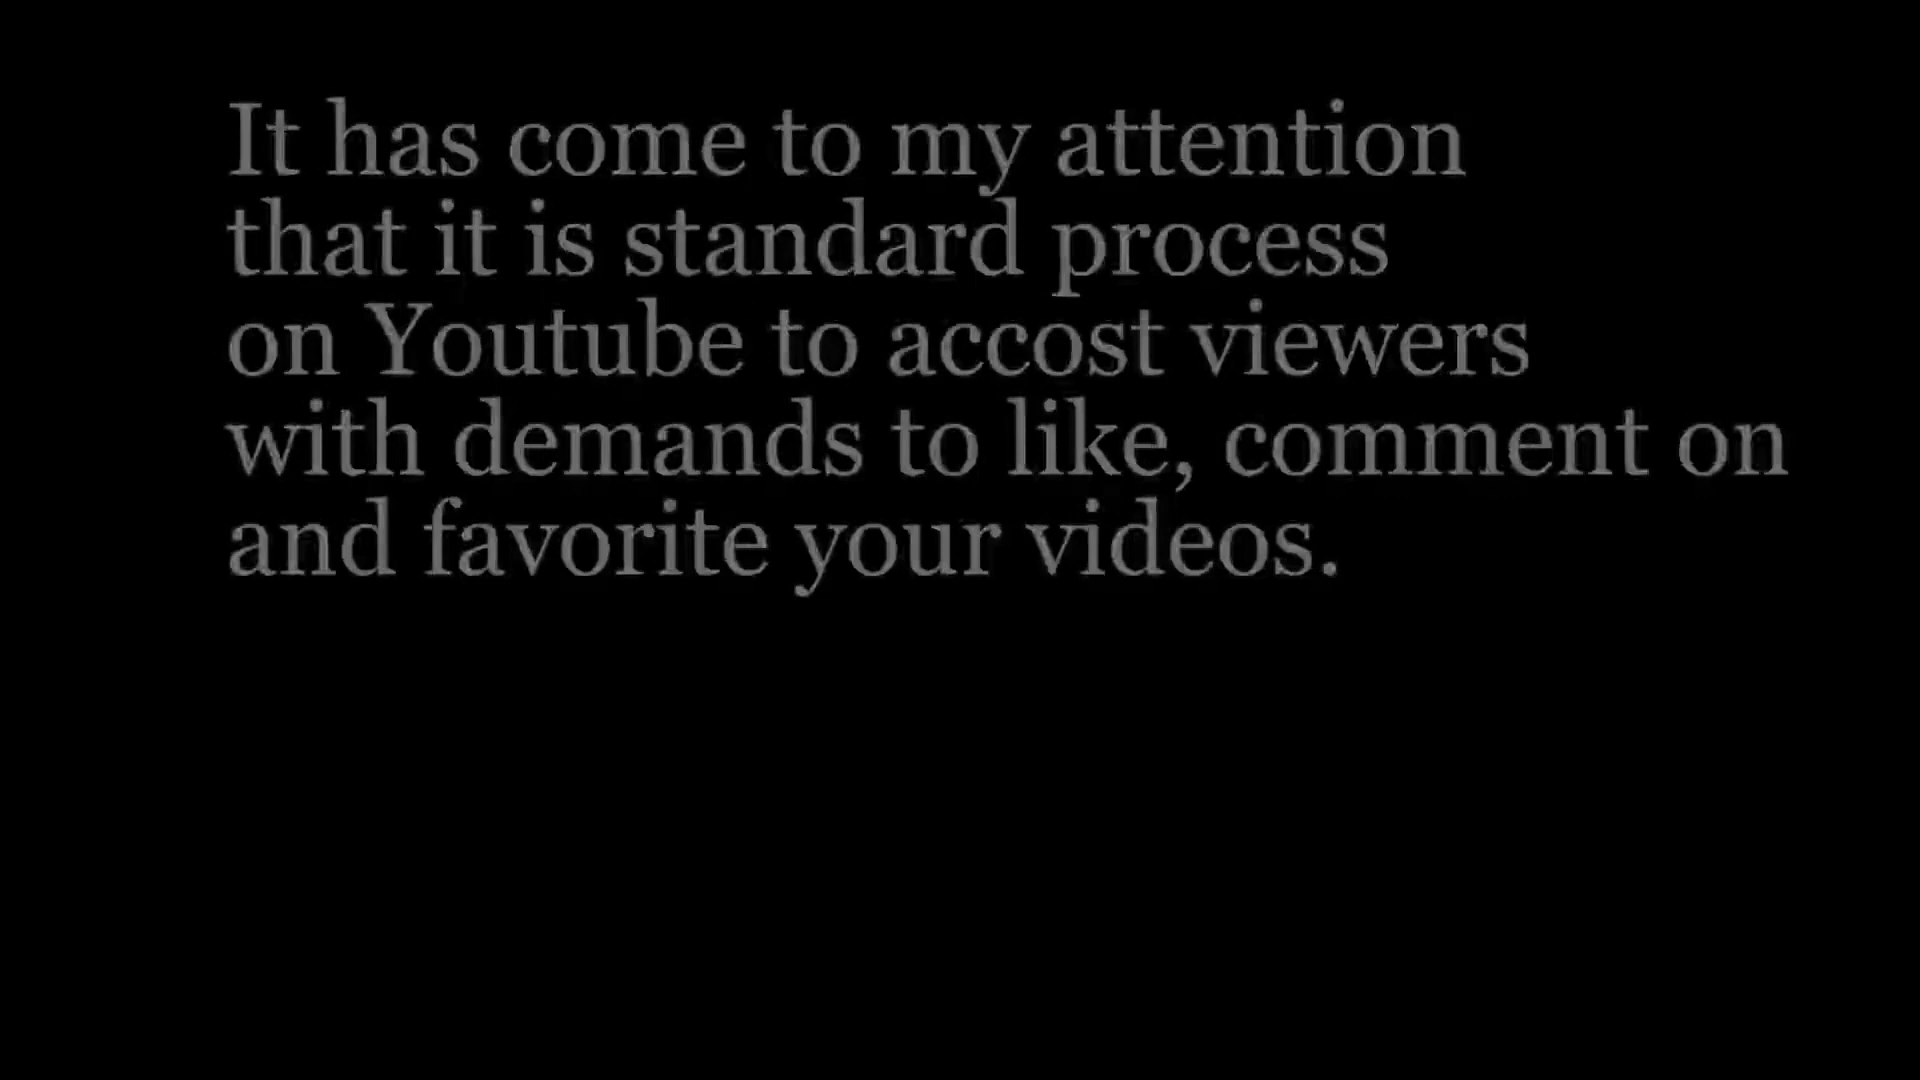 It has come to my attention
that it is standard process
on Youtube to accost viewers
with demands to like, comment on
and favorite your videos.